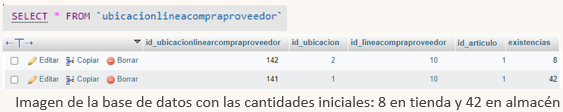 SELECT * FROM `ubicacionlineacompraproveedor`
id_ubicacionlinearcompraproveedor id_ubicacion id_lineacompraproveedor id_articulo existencias
Editar Copiar Borrar 142 2 10 1 8
Editar Copiar Borrar 141 1 10 1 42
Imagen de la base de datos con las cantidades iniciales: 8 en tienda y 42 en almacén